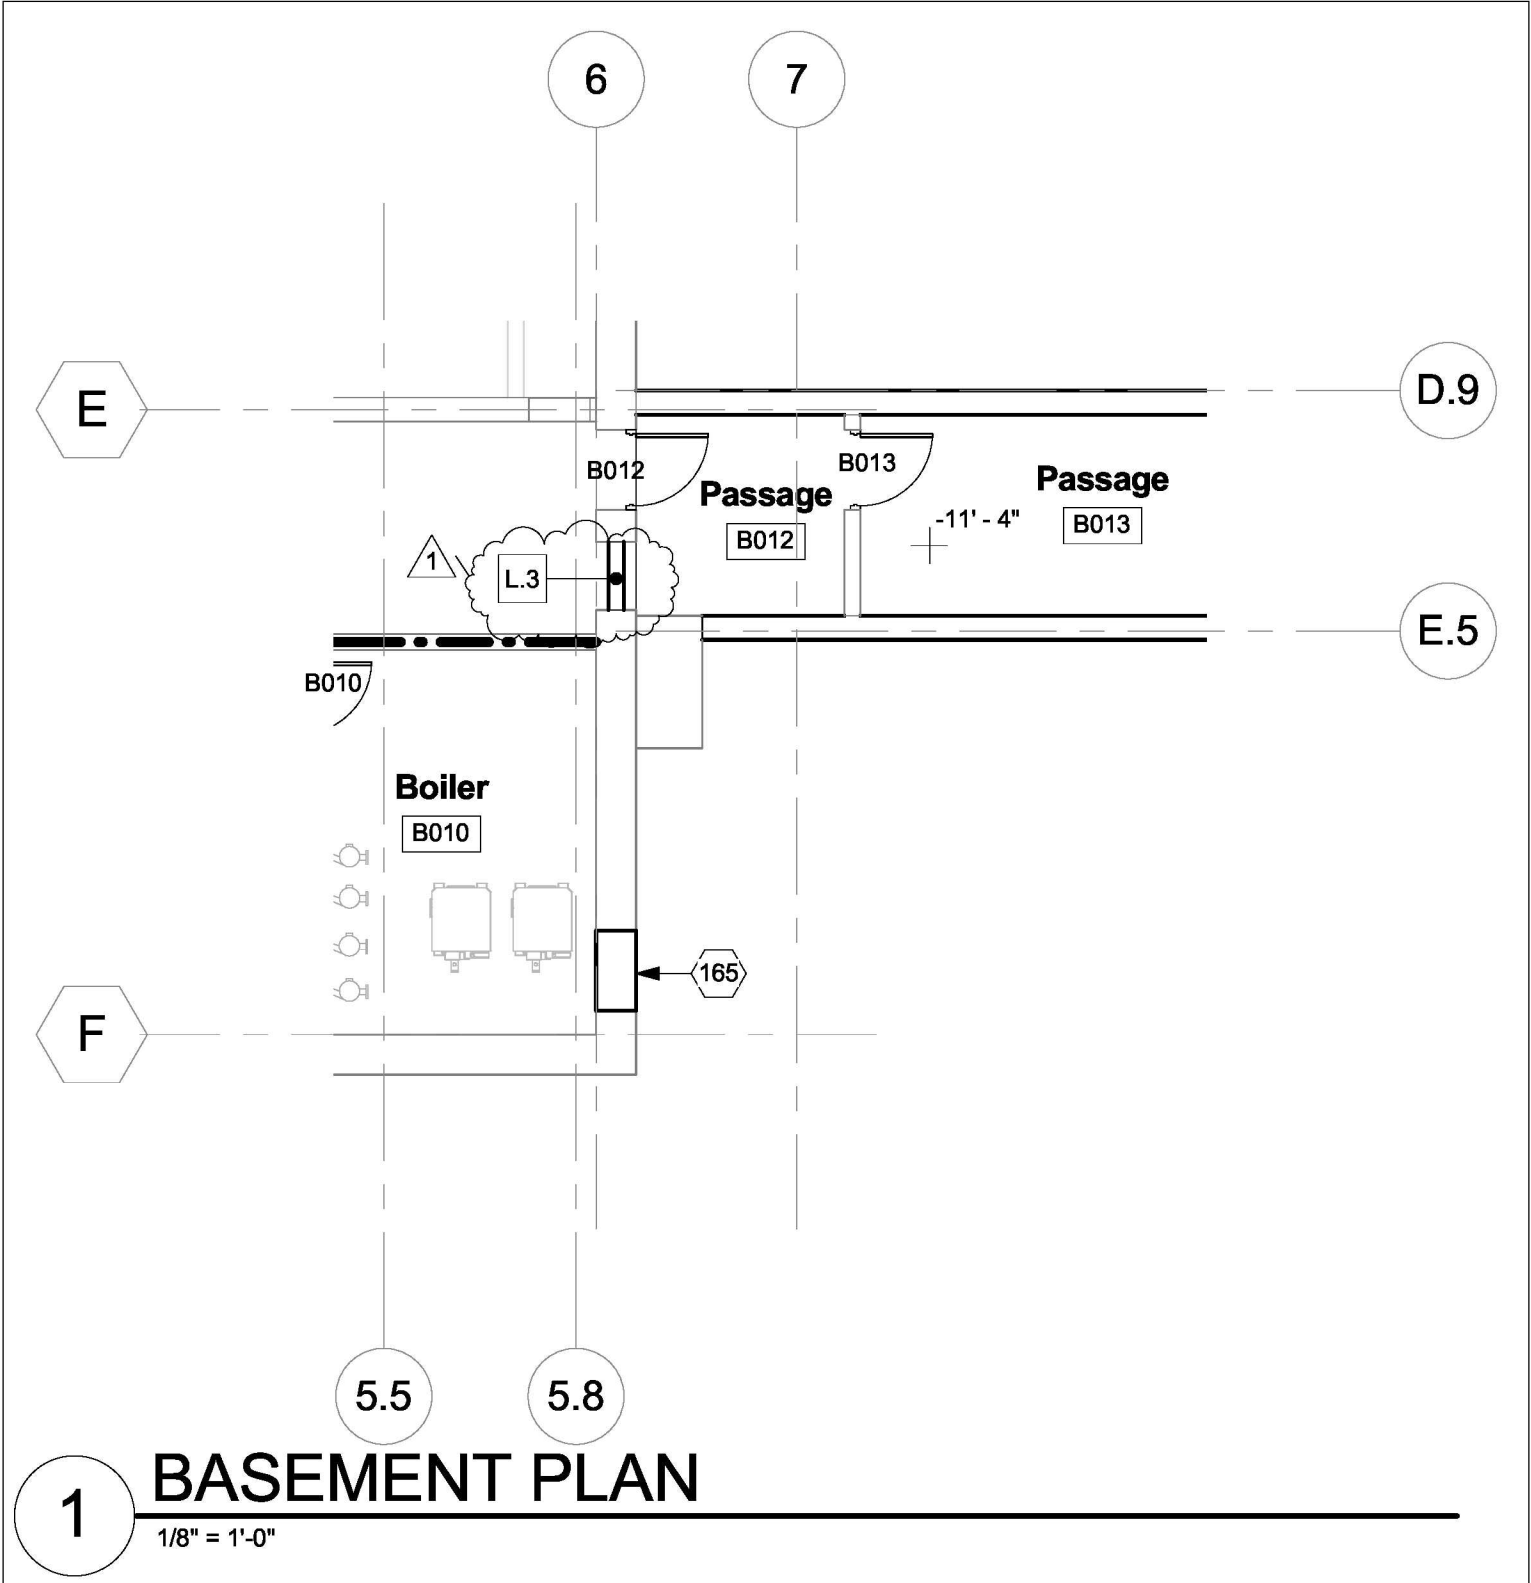 6
7
E
D.9
B012
B013
Passage
B012
Passage
B013
-11' - 4"
1
L.3
E.5
B010
Boiler
B010
165
F
5.5
5.8
1
BASEMENT PLAN
1/8" = 1'-0"